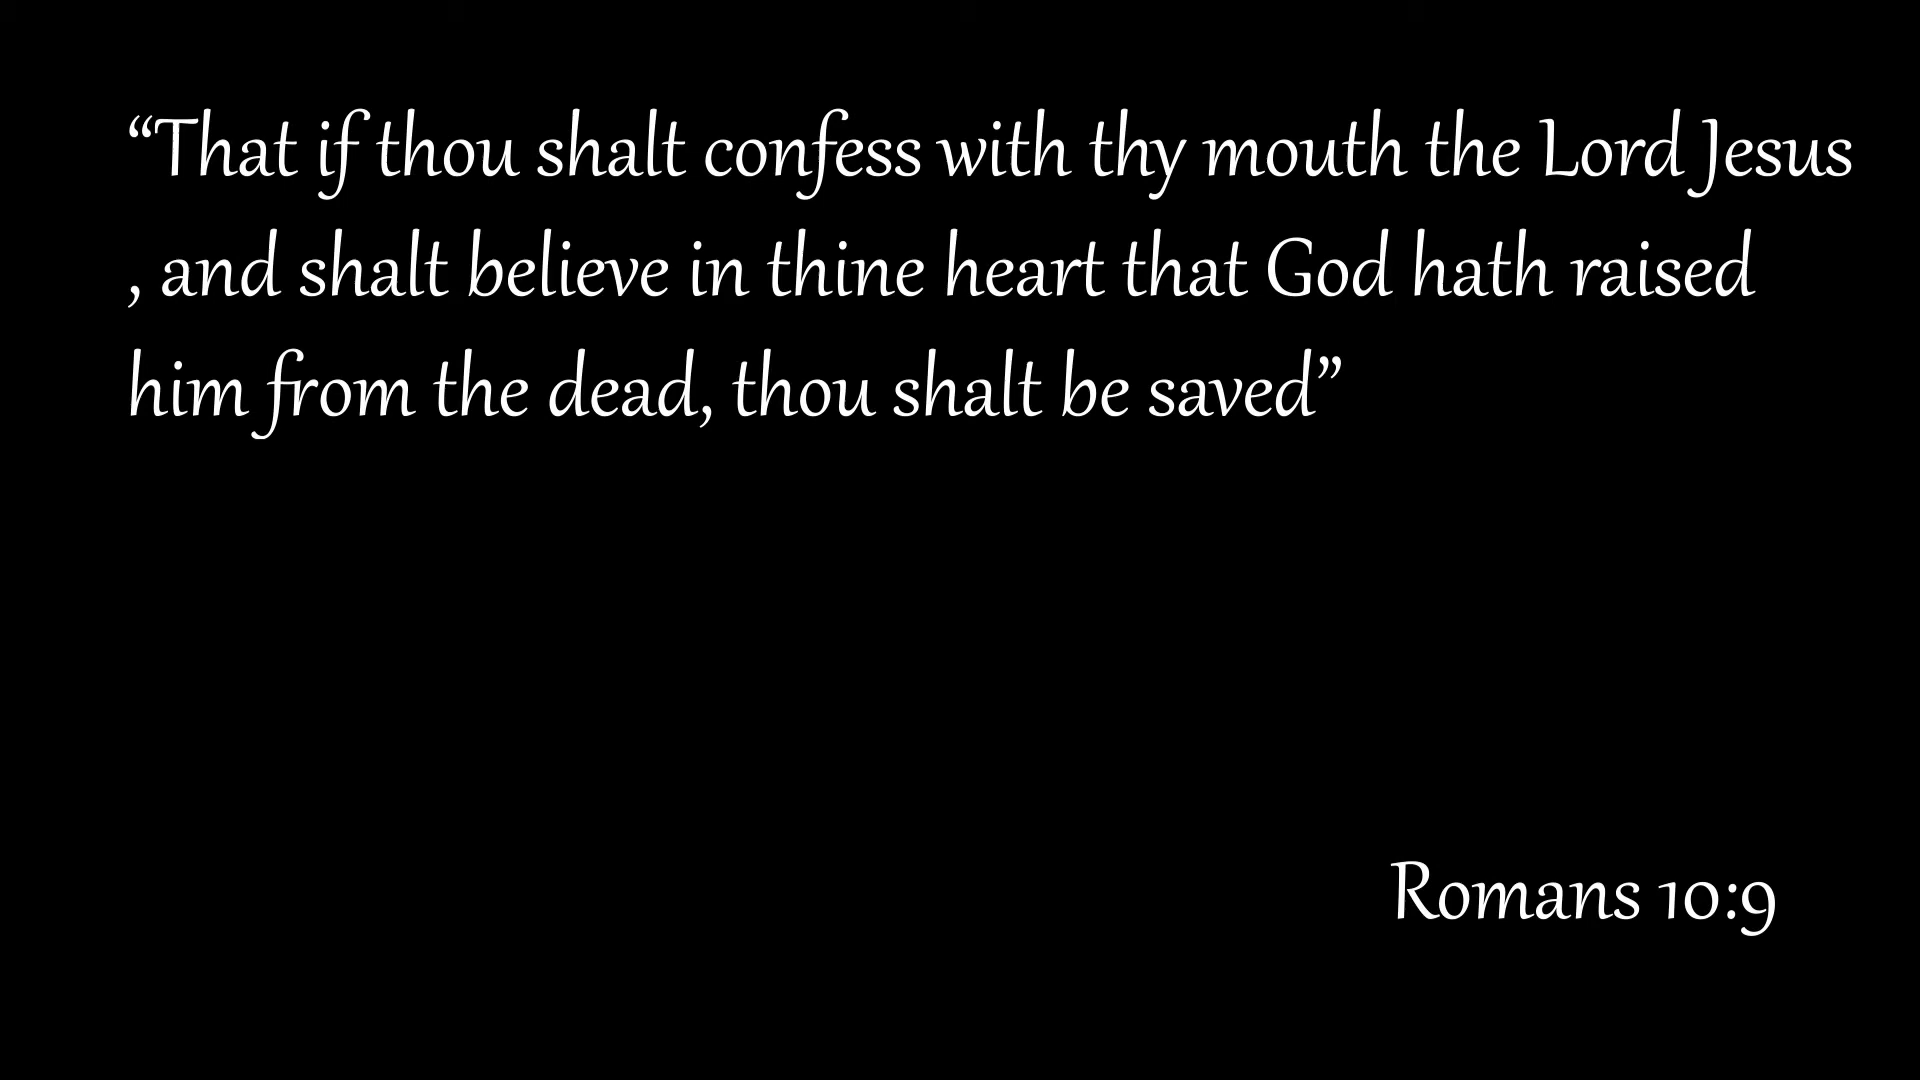 “That if thou shalt confess with thy mouth the Lord Jesus
, and shalt believe in thine heart that God hath raised
him from the dead, thou shalt be saved”
Romans 10:9